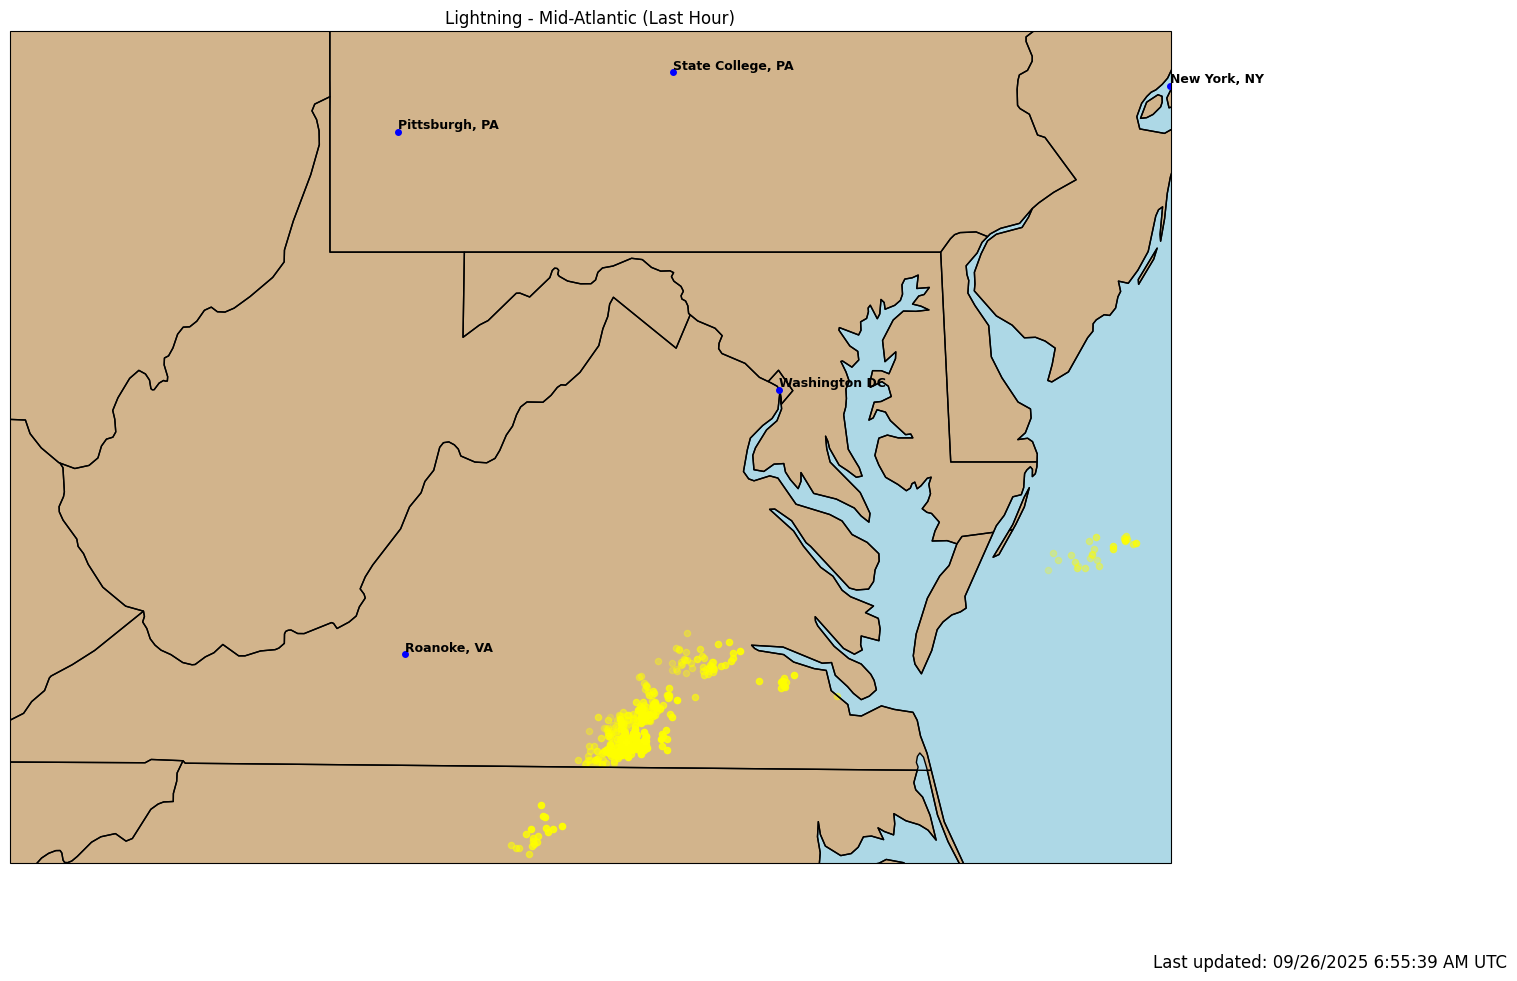 Lightning - Mid-Atlantic (Last Hour)
State College, PA
New York, NY
Pittsburgh, PA
Washington DC
Roanoke, VA
Last updated: 09/26/2025 6:55:39 AM UTC